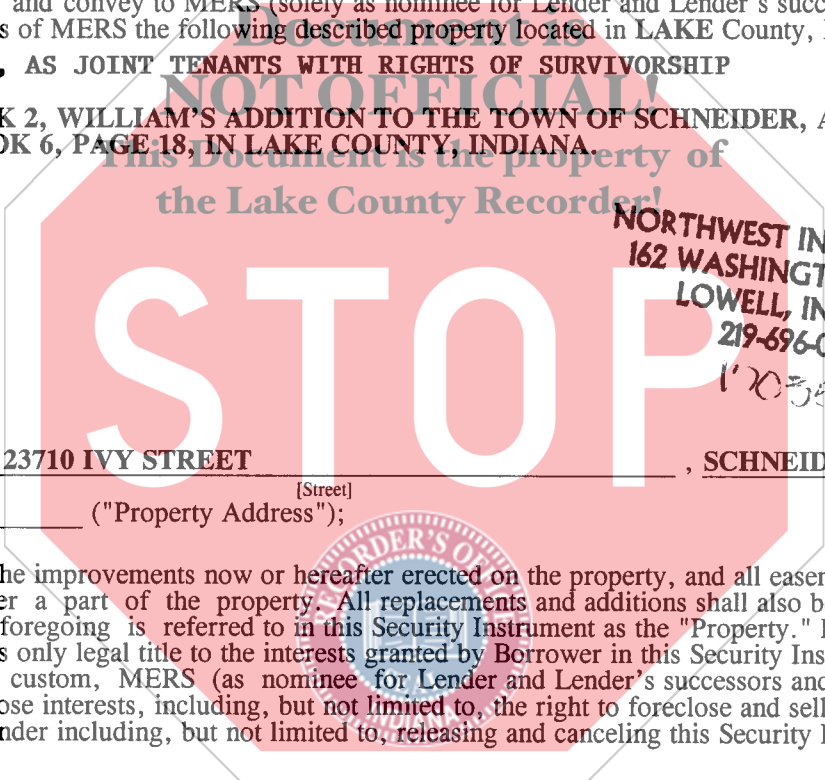 and convey to MERS (solely as nominee for Lender and Lender's succ
s of MERS the following described property located in LAKE County,
Document is
, AS JOINT TENANTS WITH RIGHTS OF SURVIVORSHIP
NOT OFFICIAL!
K 2, WILLIAM'S ADDITION TO THE TOWN OF SCHNEIDER, A
OK 6, PAGE 18, IN LAKE COUNTY, INDIANA.
This Document is the property of
the Lake County Recorder!
NORTHWEST IN
162 WASHINGT
LOWELL, IN
219-696-0
STOP
23710 IVY STREET , SCHNEID
[Street]
("Property Address");
RECORDER'S OFFICE
he improvements now or hereafter erected on the property, and all easer
er a part of the property. All replacements and additions shall also b
foregoing is referred to in this Security Instrument as the "Property."
s only legal title to the interests granted by Borrower in this Security Ins
custom, MERS (as nominee for Lender and Lender's successors and
ose interests, including, but not limited to, the right to foreclose and sell
nder including, but not limited to, releasing and canceling this Security I
INDIANA